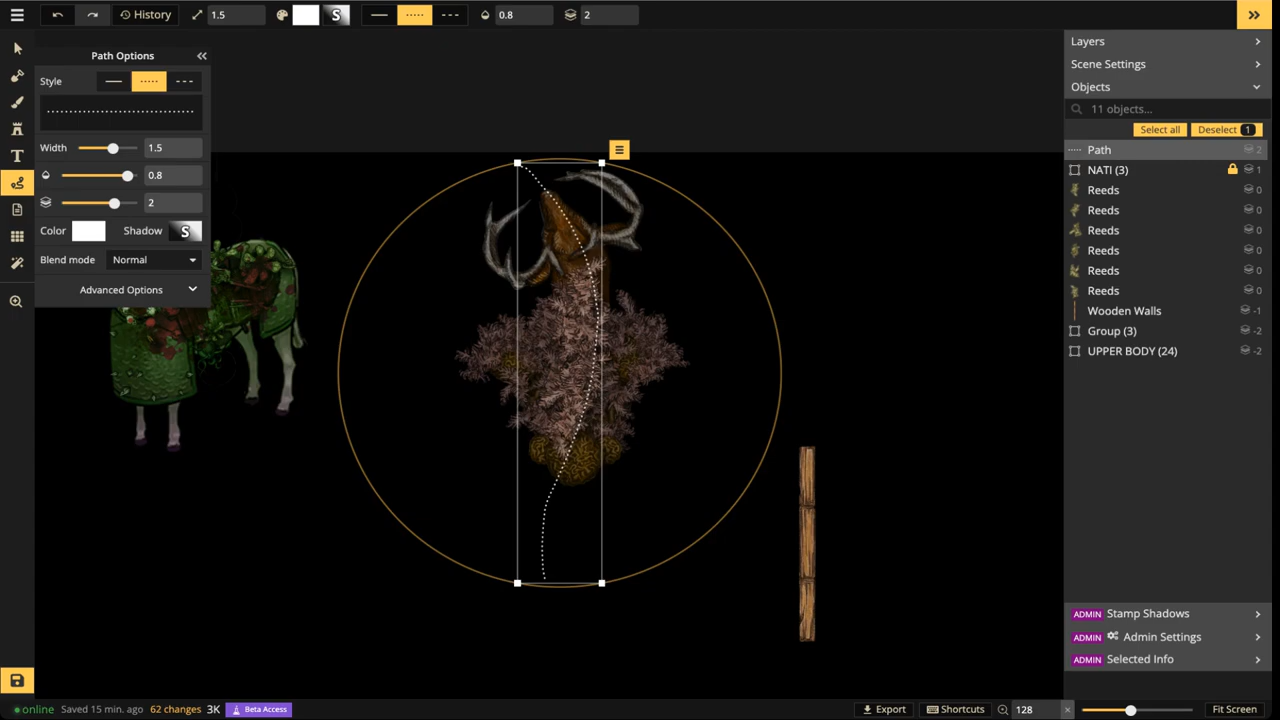 History 1.5 S 0.8 2
Path Options
Style
Width 1.5
0.8
2
Color Shadow S
Blend mode Normal
Advanced Options
Layers
Scene Settings
Objects
11 objects...
Select all Deselect 1
Path 2
NATI (3) 1
Reeds 0
Reeds 0
Reeds 0
Reeds 0
Reeds 0
Reeds 0
Wooden Walls -1
Group (3) -2
UPPER BODY (24) -2
ADMIN Stamp Shadows
ADMIN Admin Settings
ADMIN Selected Info
online Saved 15 min. ago 62 changes 3K Beta Access Export Shortcuts 128 Fit Screen